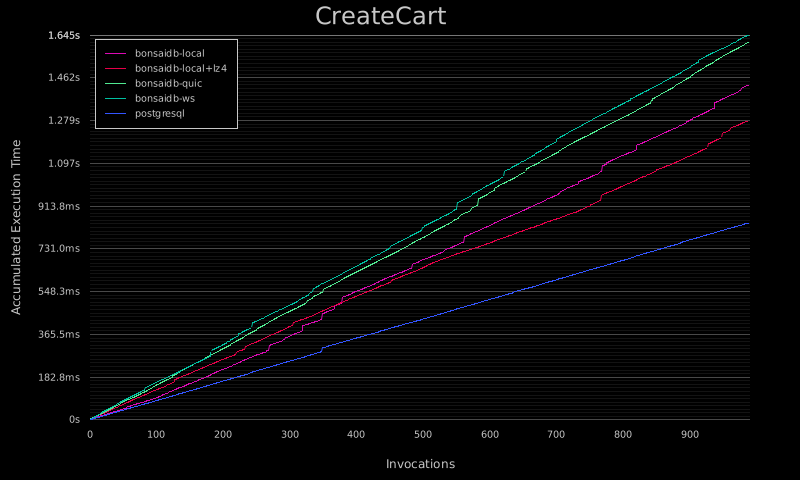 CreateCart
1.645s
1.462s
1.279s
1.097s
913.8ms
731.0ms
548.3ms
365.5ms
182.8ms
0s
Accumulated Execution Time
bonsaidb-local
bonsaidb-local+lz4
bonsaidb-quic
bonsaidb-ws
postgresql
0 100 200 300 400 500 600 700 800 900
Invocations